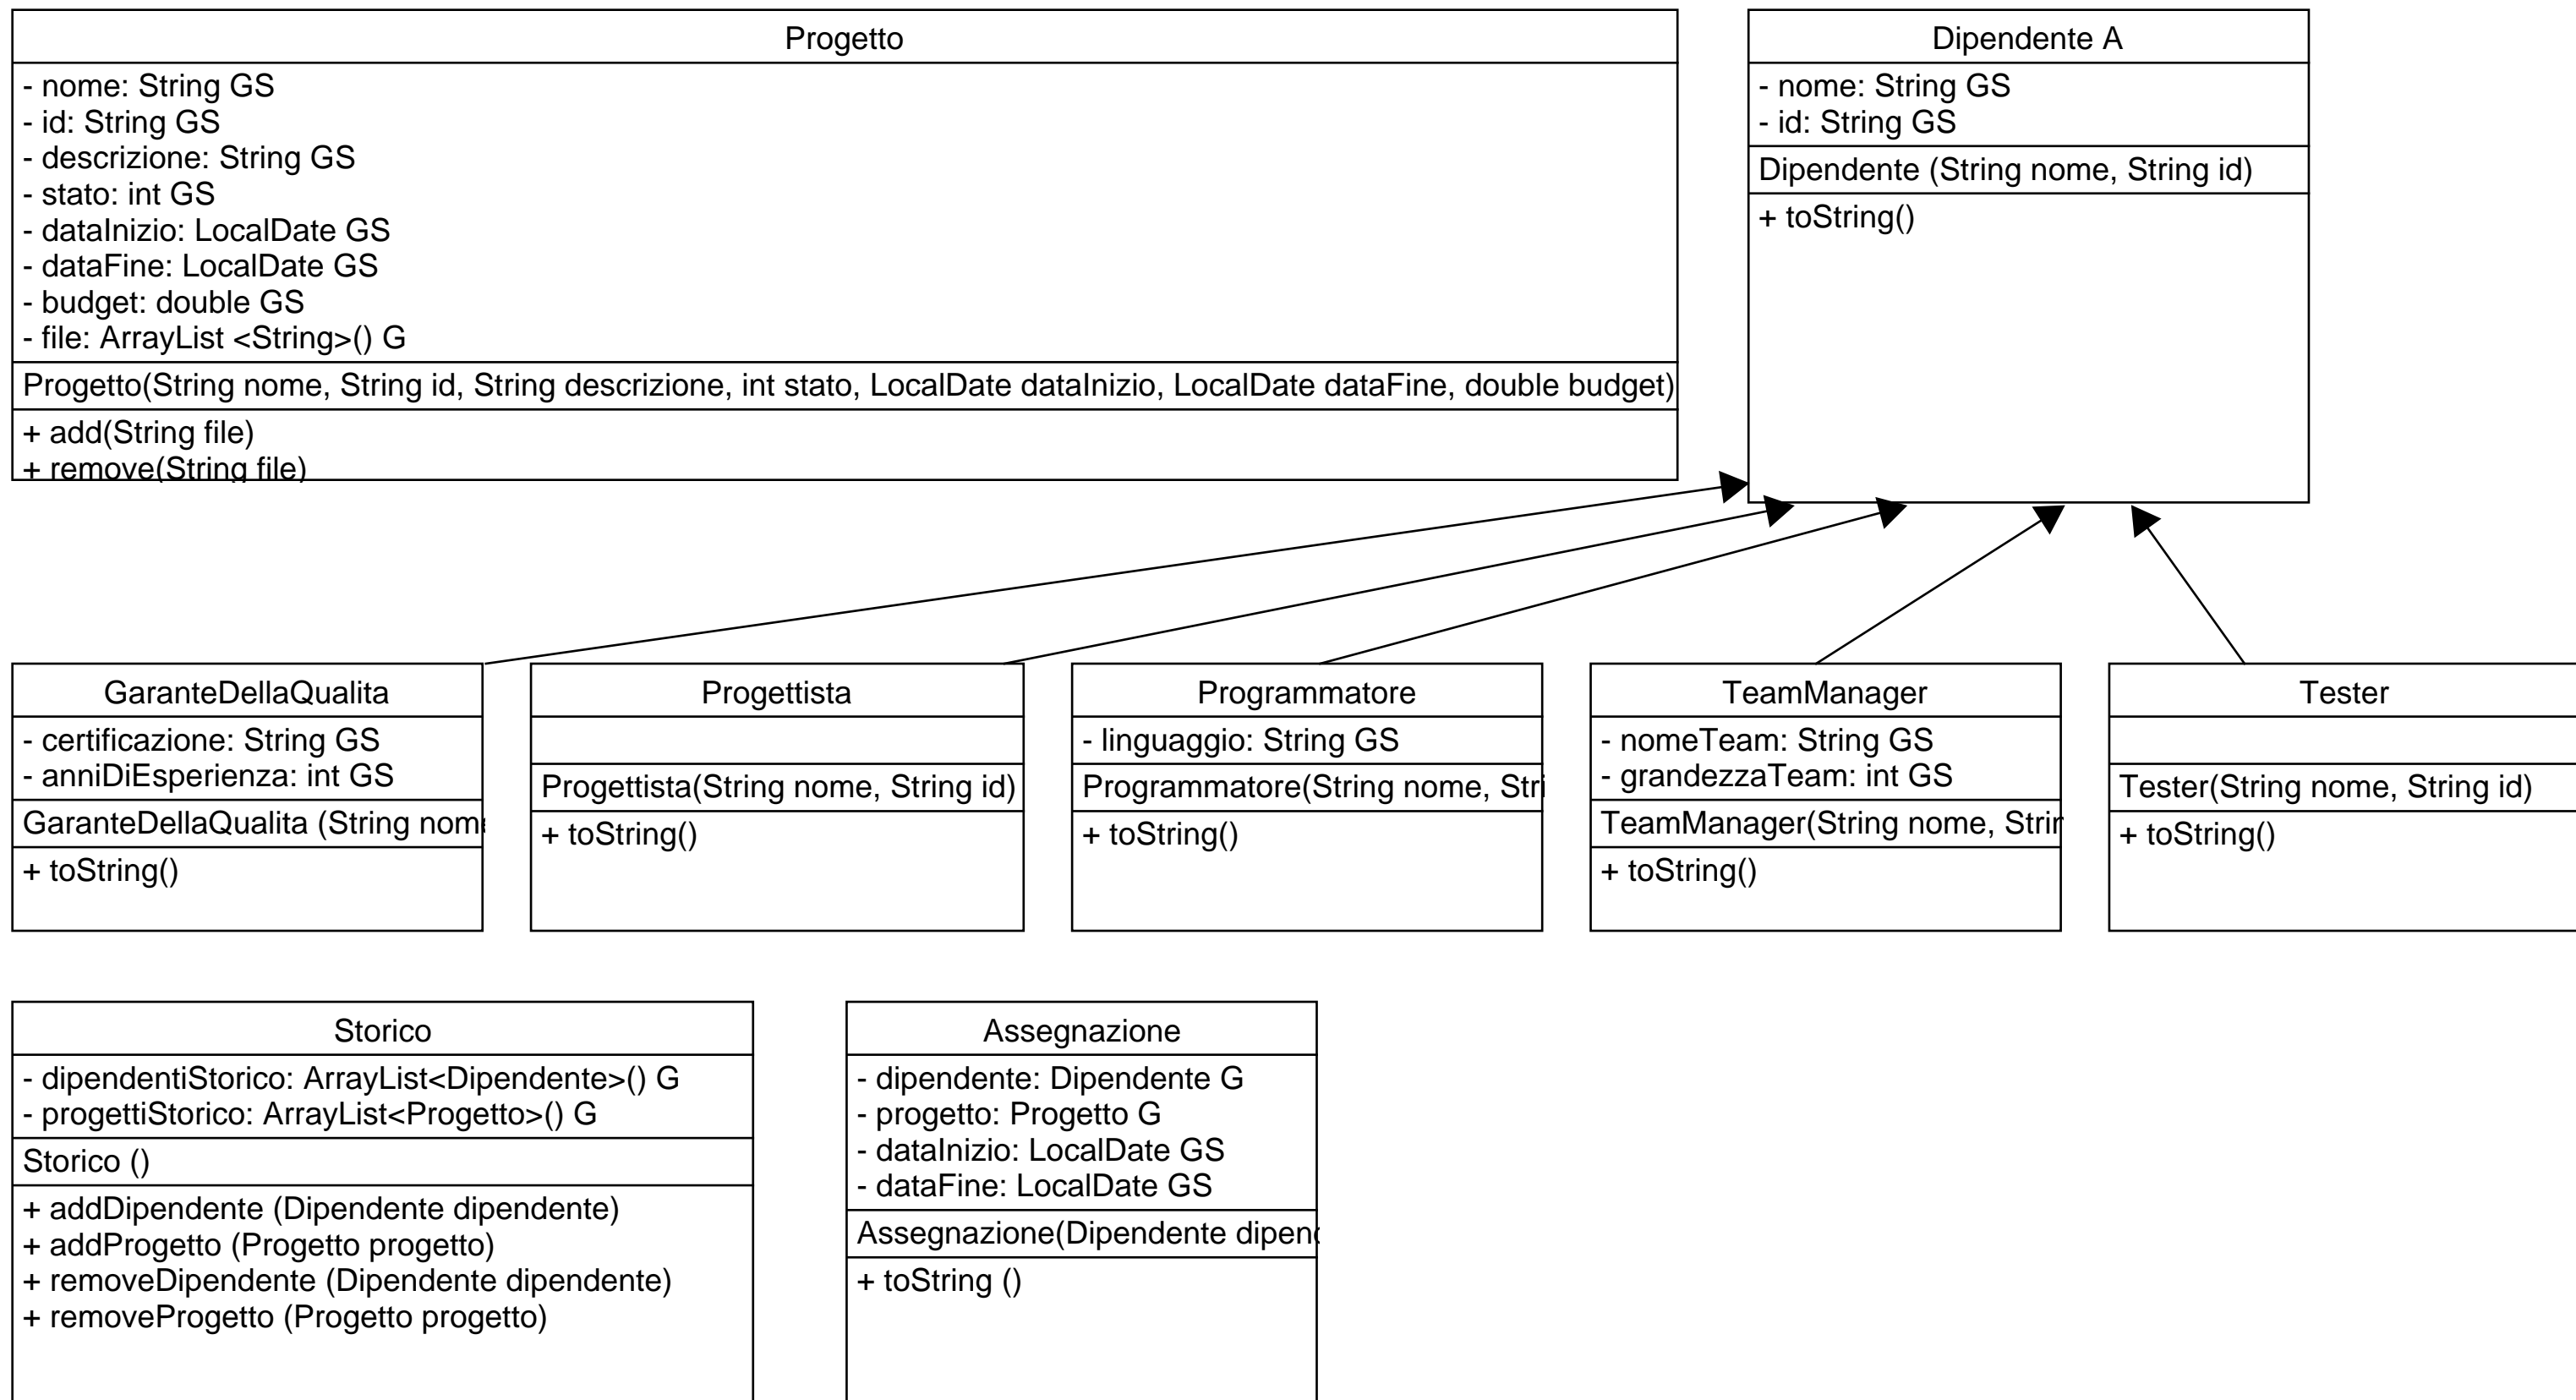 Progetto
- nome: String GS
- id: String GS
- descrizione: String GS
- stato: int GS
- dataInizio: LocalDate GS
- dataFine: LocalDate GS
- budget: double GS
- file: ArrayList <String>() G
Progetto(String nome, String id, String descrizione, int stato, LocalDate dataInizio, LocalDate dataFine, double budget)
+ add(String file)
+ remove(String file)
Dipendente A
- nome: String GS
- id: String GS
Dipendente (String nome, String id)
+ toString()
GaranteDellaQualita
- certificazione: String GS
- anniDiEsperienza: int GS
GaranteDellaQualita (String nome
+ toString()
Progettista
Progettista(String nome, String id)
+ toString()
Programmatore
- linguaggio: String GS
Programmatore(String nome, Stri
+ toString()
TeamManager
- nomeTeam: String GS
- grandezzaTeam: int GS
TeamManager(String nome, Strin
+ toString()
Tester
Tester(String nome, String id)
+ toString()
Storico
- dipendentiStorico: ArrayList<Dipendente>() G
- progettiStorico: ArrayList<Progetto>() G
Storico ()
+ addDipendente (Dipendente dipendente)
+ addProgetto (Progetto progetto)
+ removeDipendente (Dipendente dipendente)
+ removeProgetto (Progetto progetto)
Assegnazione
- dipendente: Dipendente G
- progetto: Progetto G
- dataInizio: LocalDate GS
- dataFine: LocalDate GS
Assegnazione(Dipendente dipen
+ toString ()